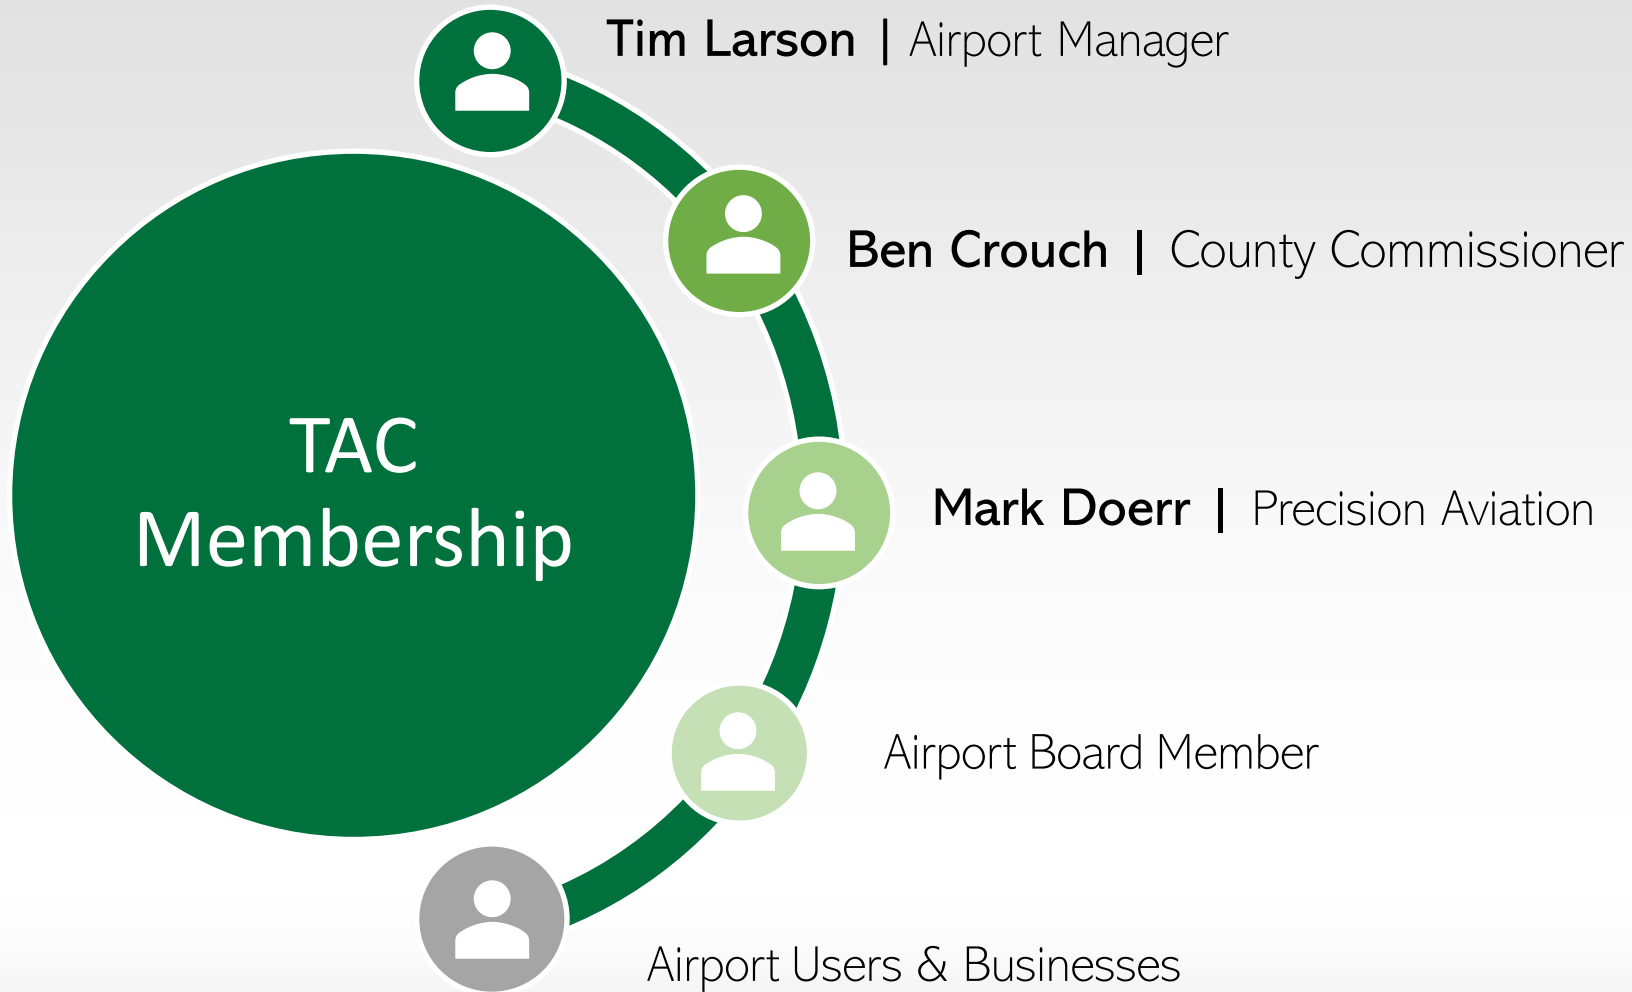 Tim Larson | Airport Manager
Ben Crouch | County Commissioner
TAC
Membership
Mark Doerr | Precision Aviation
Airport Board Member
Airport Users & Businesses